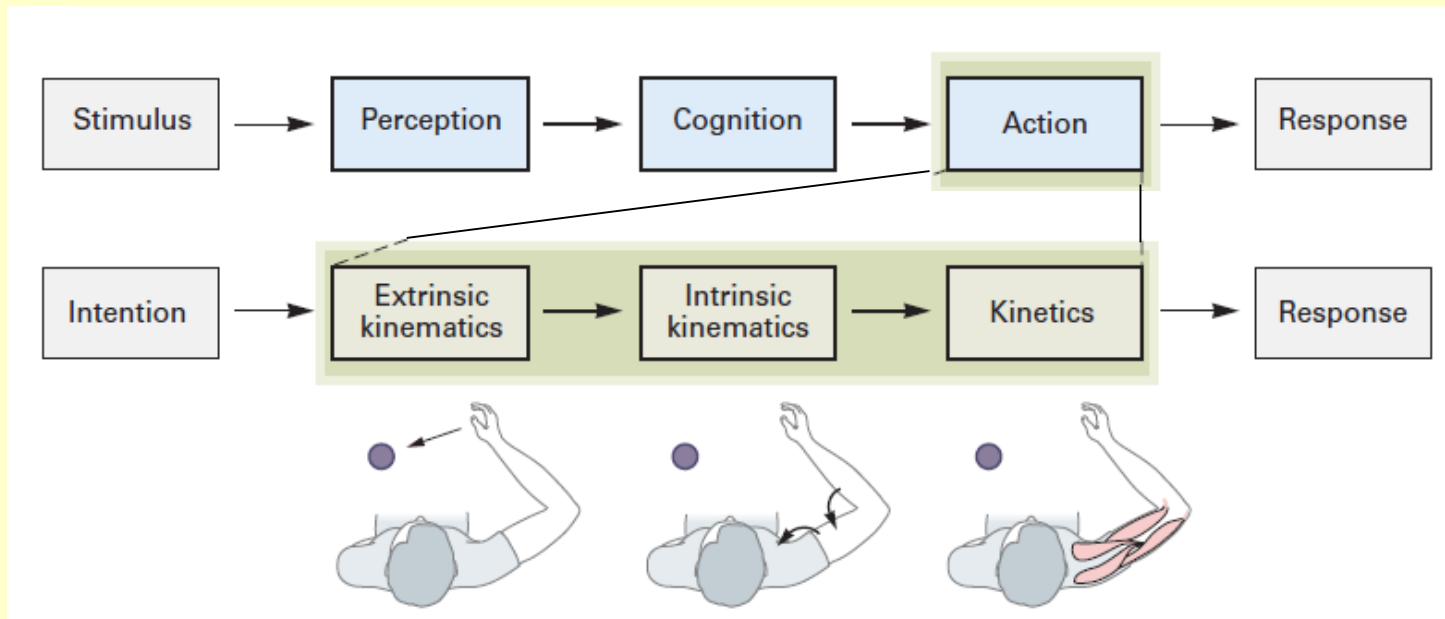 Stimulus
Perception
Cognition
Action
Response
Intention
Extrinsic
kinematics
Intrinsic
kinematics
Kinetics
Response